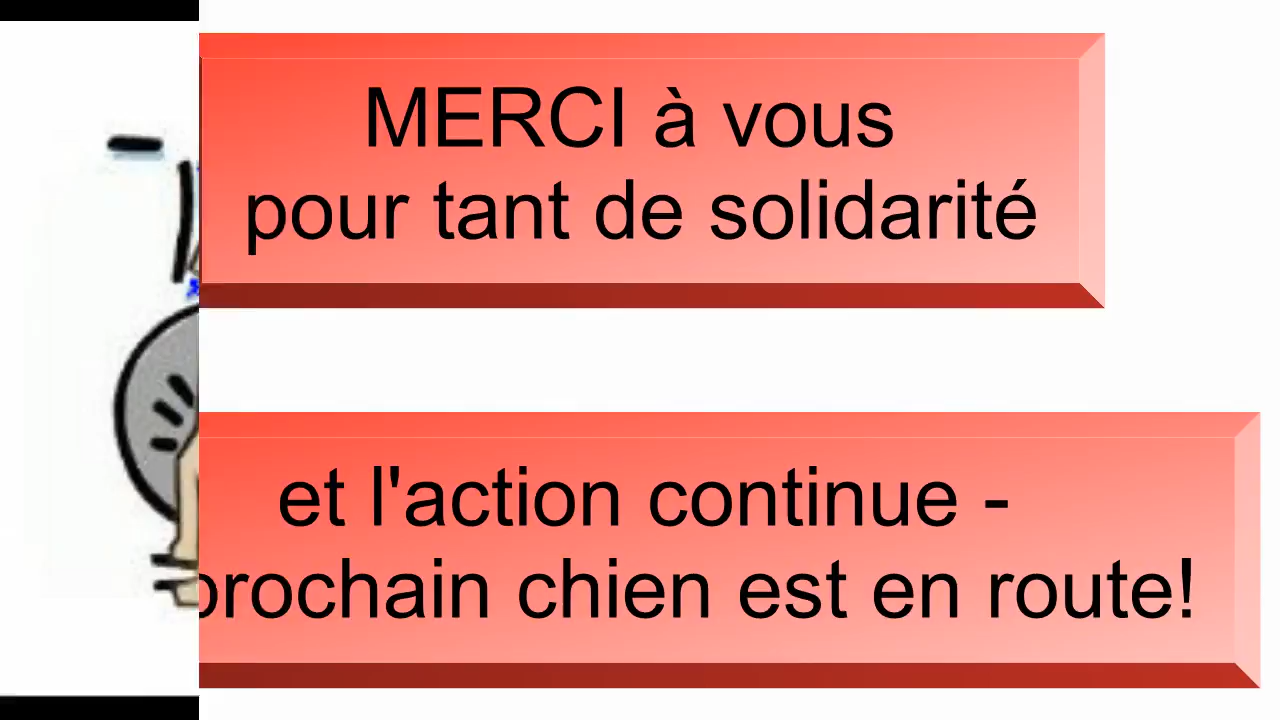 MERCI à vous
pour tant de solidarité
et l'action continue -
prochain chien est en route!